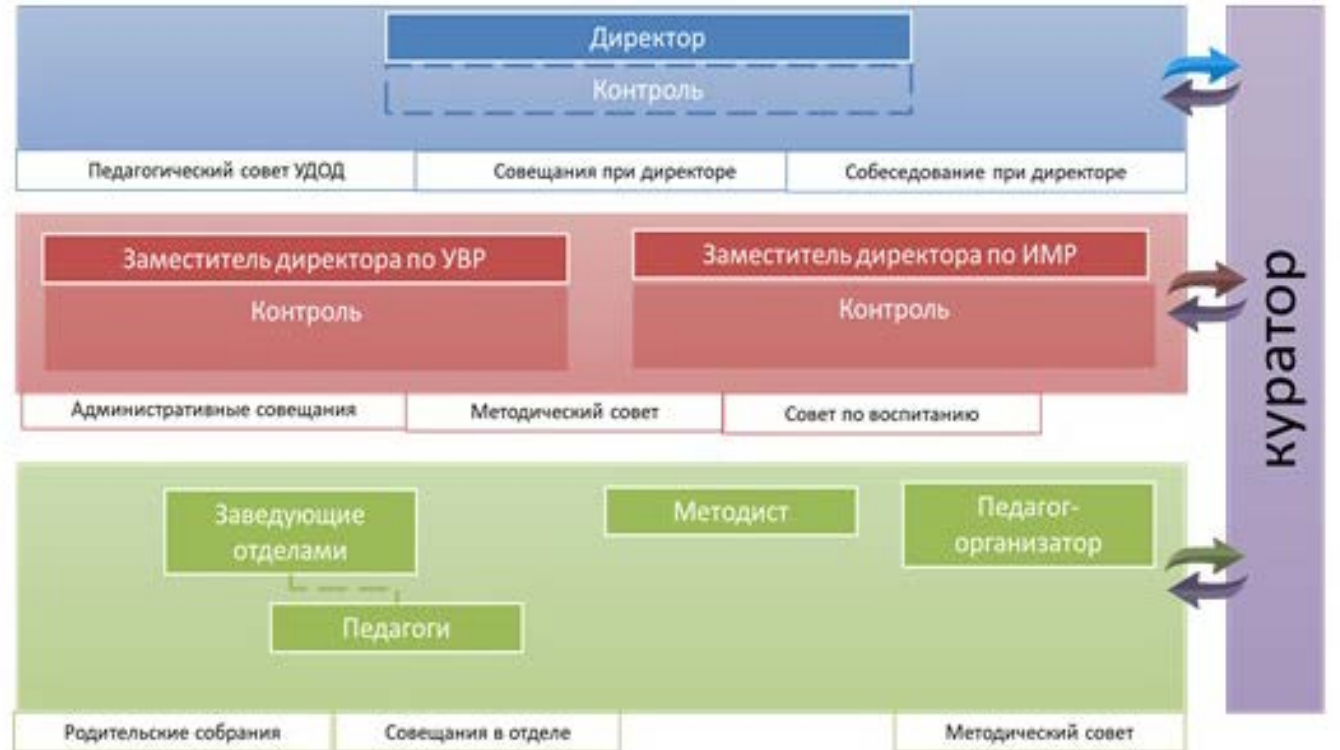 Директор
Контроль
Педагогический совет УДОД
Совещания при директоре
Собеседование при директоре
Заместитель директора по УВР
Контроль
Заместитель директора по ИМР
Контроль
Административные совещания
Методический совет
Совет по воспитанию
Заведующие
отделами
Методист
Педагог-
организатор
Педагоги
Родительские собрания
Совещания в отделе
Методический совет
куратор